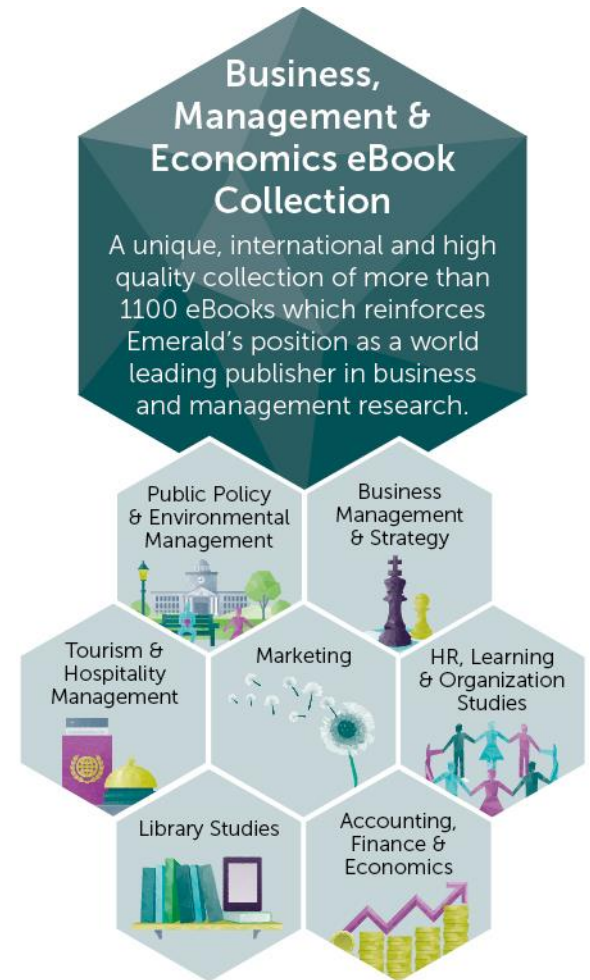 Business,
Management &
Economics eBook
Collection
A unique, international and high
quality collection of more than
1100 eBooks which reinforces
Emerald’s position as a world
leading publisher in business
and management research.
Public Policy
& Environmental
Management
Business
Management
& Strategy
Tourism &
Hospitality
Management
Marketing
HR, Learning
& Organization
Studies
Library Studies
Accounting,
Finance &
Economics